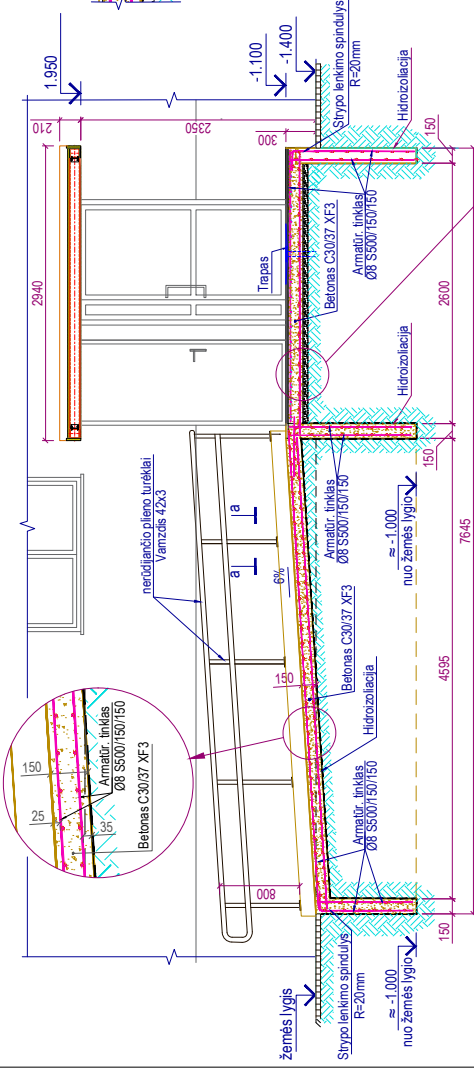 2940
210
1.950
2350
300
-1.100
-1.400
Strypo lenkimo spindulys
R=20mm
Hidroizoliacija
150
Trapas
Betonas C30/37 XF3
Armatūr. tinklas
Ø8 S500/150/150
2600
Hidroizoliacija
150
nerūdijančio plieno turėklai
Vamzdis 42x3
a
a
6%
Armatūr. tinklas
Ø8 S500/150/150
≈ -1.000
nuo žemės lygio
7645
150
Betonas C30/37 XF3
Hidroizoliacija
4595
150
25
35
Armatūr. tinklas
Ø8 S500/150/150
Betonas C30/37 XF3
800
Armatūr. tinklas
Ø8 S500/150/150
150
žemės lygis
Strypo lenkimo spindulys
R=20mm
≈ -1.000
nuo žemės lygio